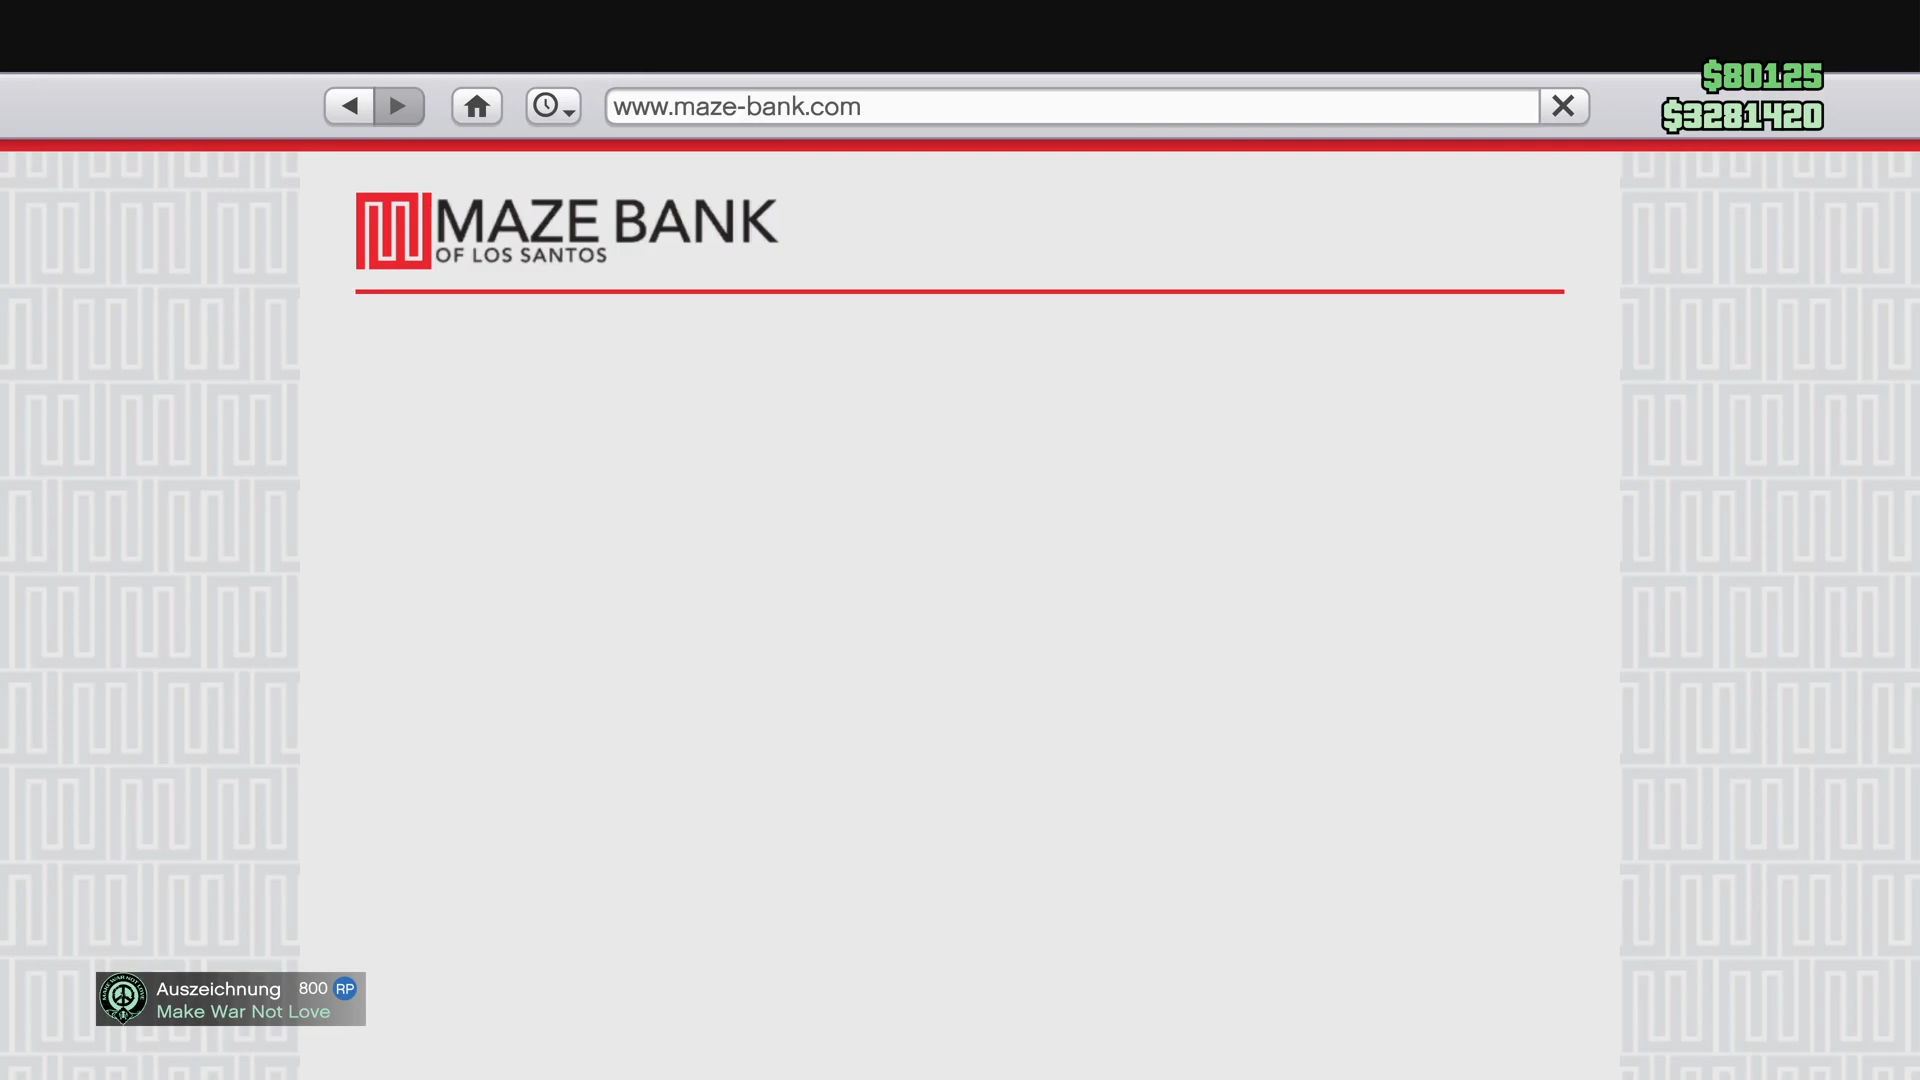 $80125
www.maze-bank.com
$3281420
MAZE BANK
OF LOS SANTOS
Auszeichnung 800 RP
Make War Not Love